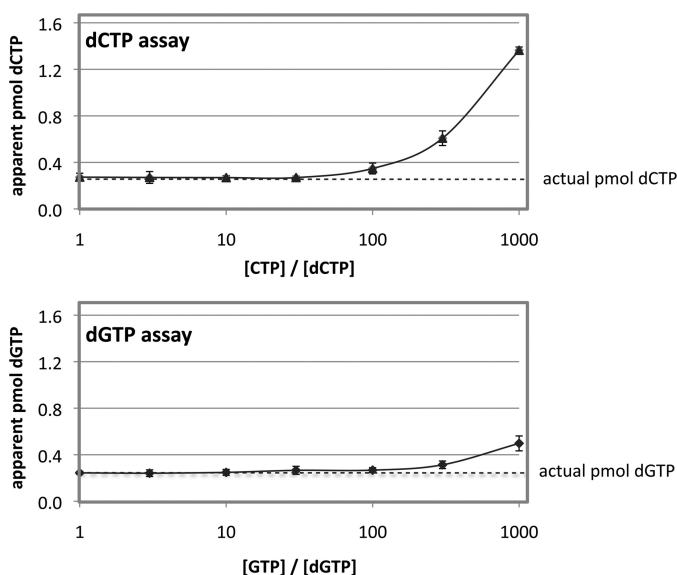 dCTP assay
apparent pmol dCTP
1.6
1.2
0.8
0.4
0.0
actual pmol dCTP
1 10 100 1000
[CTP] / [dCTP]
dGTP assay
apparent pmol dGTP
1.6
1.2
0.8
0.4
0.0
actual pmol dGTP
1 10 100 1000
[GTP] / [dGTP]